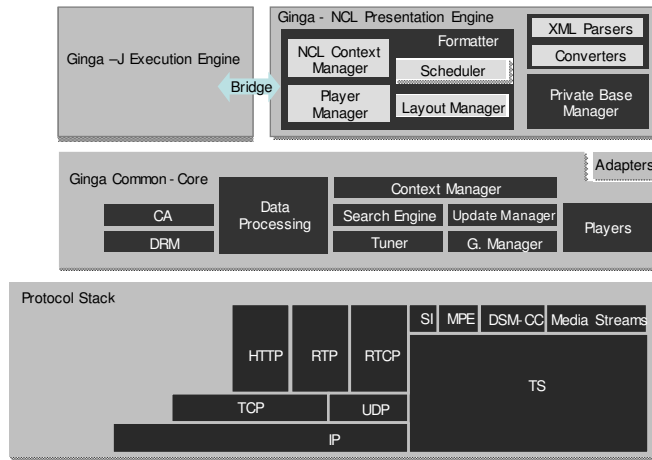 Ginga - NCL Presentation Engine
Ginga –J Execution Engine
Bridge
Formatter
NCL Context
Manager
Scheduler
Player
Manager
Layout Manager
XML Parsers
Converters
Private Base
Manager
Ginga Common - Core
Adapters
CA
DRM
Data
Processing
Context Manager
Search Engine
Update Manager
Tuner
G. Manager
Players
Protocol Stack
HTTP
RTP
RTCP
SI
MPE
DSM- CC
Media Streams
TS
TCP
UDP
IP